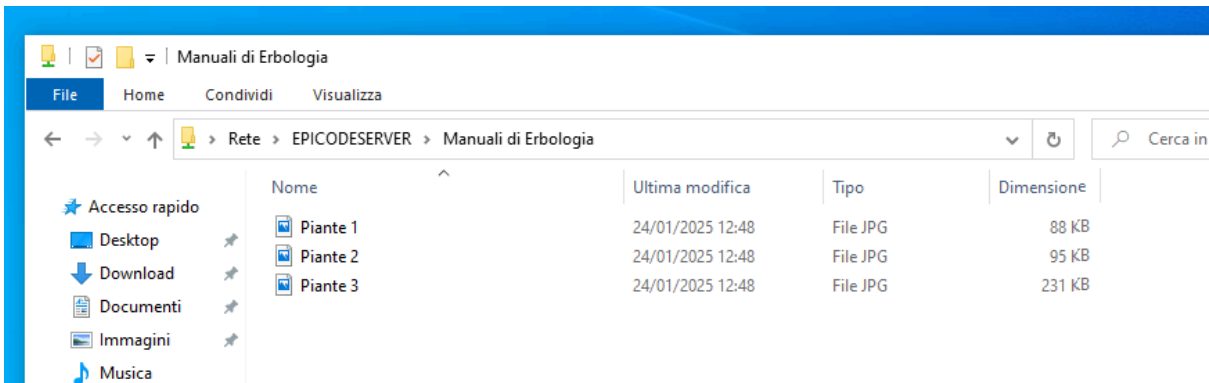 Manuali di Erbologia
File Home Condividi Visualizza
Rete > EPICODESERVER > Manuali di Erbologia Cerca in
Nome Ultima modifica Tipo Dimensione
Accesso rapido
Desktop
Download
Documenti
Immagini
Musica
Piante 1 24/01/2025 12:48 File JPG 88 KB
Piante 2 24/01/2025 12:48 File JPG 95 KB
Piante 3 24/01/2025 12:48 File JPG 231 KB